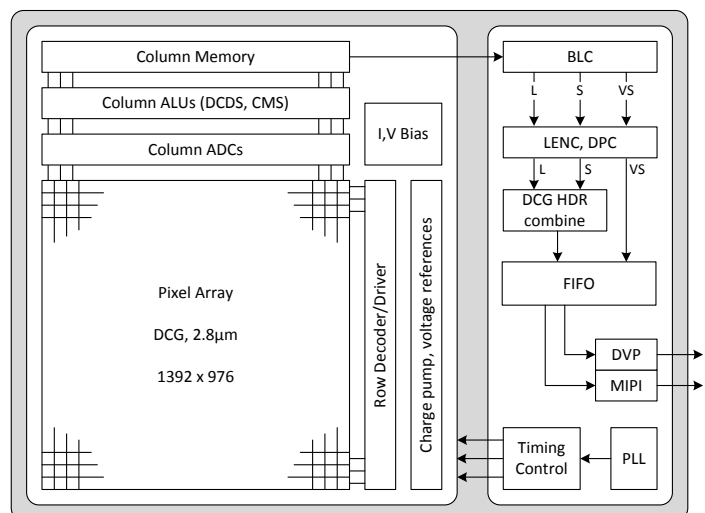 Column Memory
Column ALUs (DCDS, CMS)
Column ADCs
I,V Bias
Pixel Array
DCG, 2.8µm
1392 x 976
Row Decoder/Driver
Charge pump, voltage references
BLC
L S VS
LENC, DPC
L S VS
DCG HDR
combine
FIFO
DVP
MIPI
Timing
Control
PLL